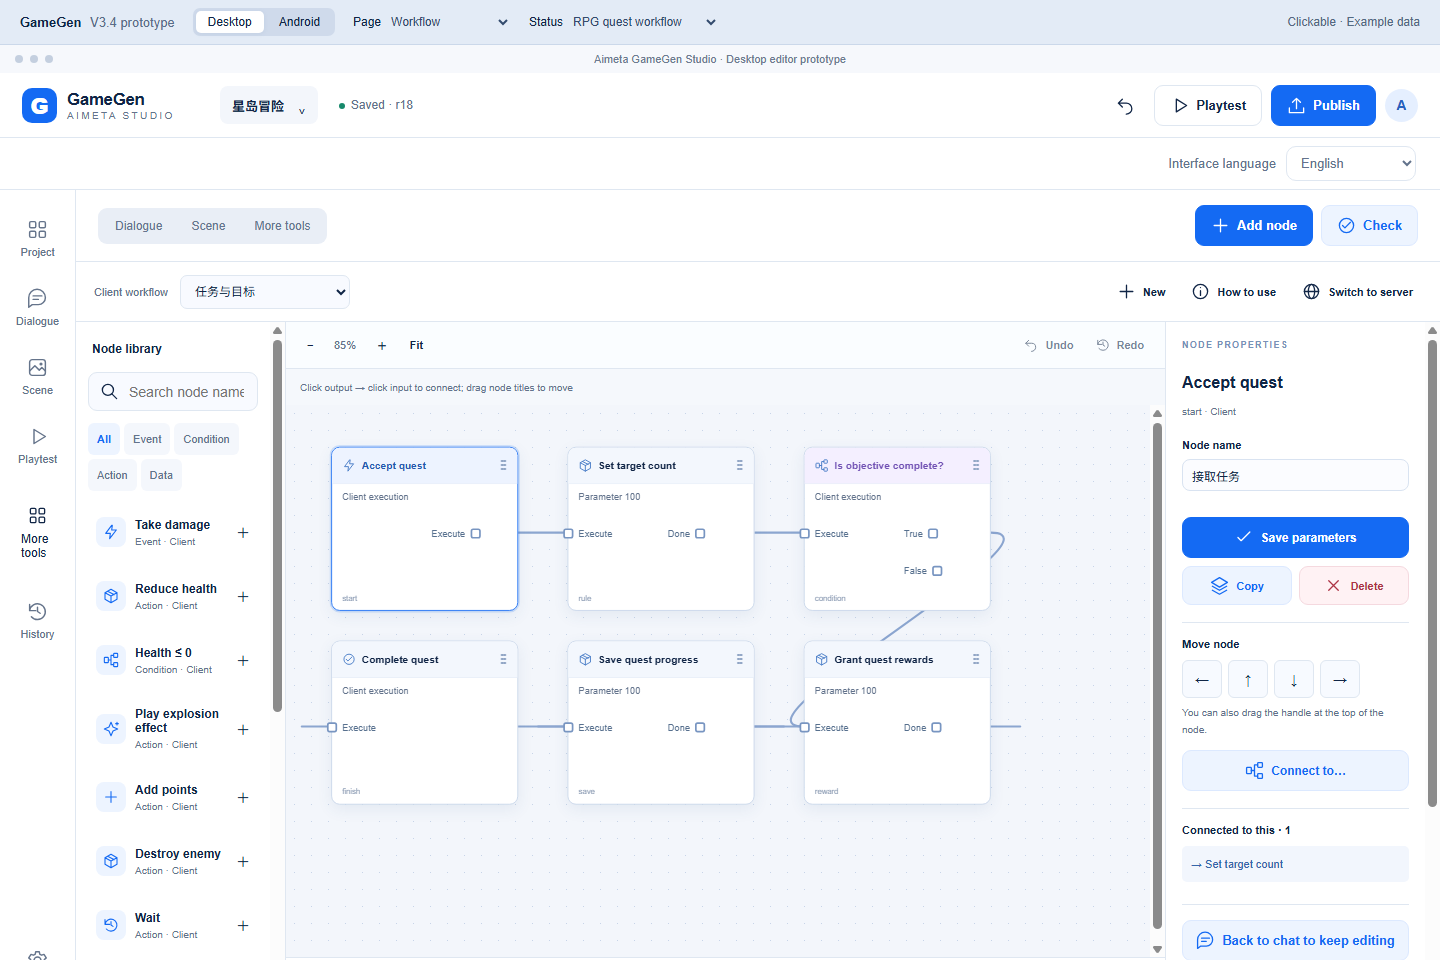 GameGen V3.4 prototype Desktop Android Page Workflow Status RPG quest workflow Clickable · Example data
Aimeta GameGen Studio · Desktop editor prototype
G GameGen
AIMETA STUDIO
星岛冒险 Saved · r18 Playtest Publish A
Interface language English
Project
Dialogue
Scene
Playtest
More
tools
History
Dialogue Scene More tools Add node Check
Client workflow 任务与目标 New How to use Switch to server
Node library
Search node name
All Event Condition
Action Data
Take damage
Event · Client
Reduce health
Action · Client
Health ≤ 0
Condition · Client
Play explosion
effect
Action · Client
Add points
Action · Client
Destroy enemy
Action · Client
Wait
Action · Client
− 85% + Fit Undo Redo
Click output → click input to connect; drag node titles to move
Accept quest
Client execution
Execute
start
Set target count
Parameter 100
Execute Done
rule
Is objective complete?
Client execution
Execute True
False
condition
Complete quest
Client execution
Execute
finish
Save quest progress
Parameter 100
Execute Done
save
Grant quest rewards
Parameter 100
Execute Done
reward
NODE PROPERTIES
Accept quest
start · Client
Node name
接取任务
Save parameters
Copy Delete
Move node
← ↑ ↓ →
You can also drag the handle at the top of the
node.
Connect to...
Connected to this · 1
→ Set target count
Back to chat to keep editing